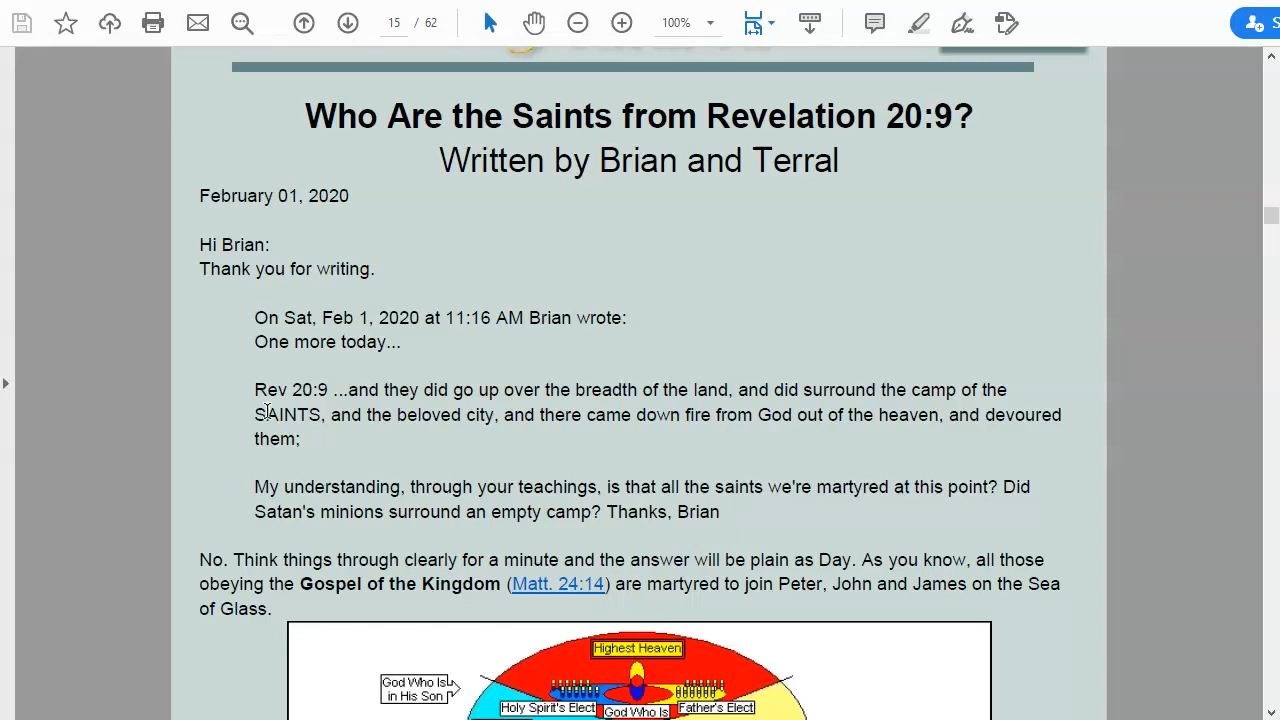 15 / 62
100%
S
Who Are the Saints from Revelation 20:9?
Written by Brian and Terral
February 01, 2020
Hi Brian:
Thank you for writing.
On Sat, Feb 1, 2020 at 11:16 AM Brian wrote:
One more today...
Rev 20:9 ...and they did go up over the breadth of the land, and did surround the camp of the
SAINTS, and the beloved city, and there came down fire from God out of the heaven, and devoured
them;
My understanding, through your teachings, is that all the saints we're martyred at this point? Did
Satan's minions surround an empty camp? Thanks, Brian
No. Think things through clearly for a minute and the answer will be plain as Day. As you know, all those
obeying the Gospel of the Kingdom (Matt. 24:14) are martyred to join Peter, John and James on the Sea
of Glass.
Highest Heaven
God Who Is
in His Son
Holy Spirit's Elect
God Who Is
Father's Elect